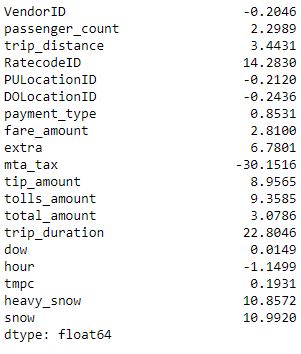 VendorID -0.2046
passenger_count 2.2989
trip_distance 3.4431
RatecodeID 14.2830
PULocationID -0.2120
DOLocationID -0.2436
payment_type 0.8531
fare_amount 2.8100
extra 6.7801
mta_tax -30.1516
tip_amount 8.9565
tolls_amount 9.3585
total_amount 3.0786
trip_duration 22.8046
dow 0.0149
hour -1.1499
tmpc 0.1931
heavy_snow 10.8572
snow 10.9920
dtype: float64